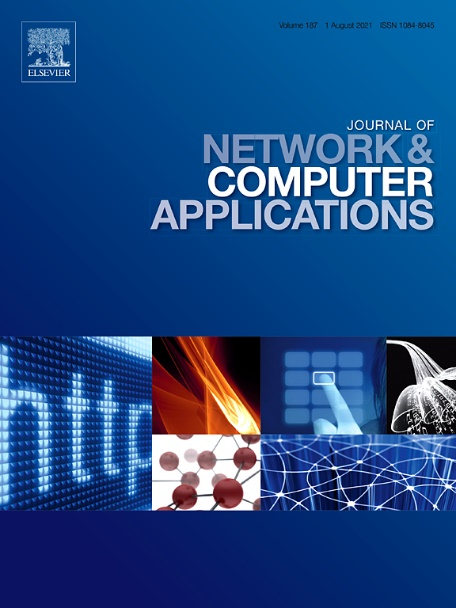 Volume 187 1 August 2021 ISSN 1084-8045
ELSEVIER
JOURNAL OF
NETWORK &
COMPUTER
APPLICATIONS
http